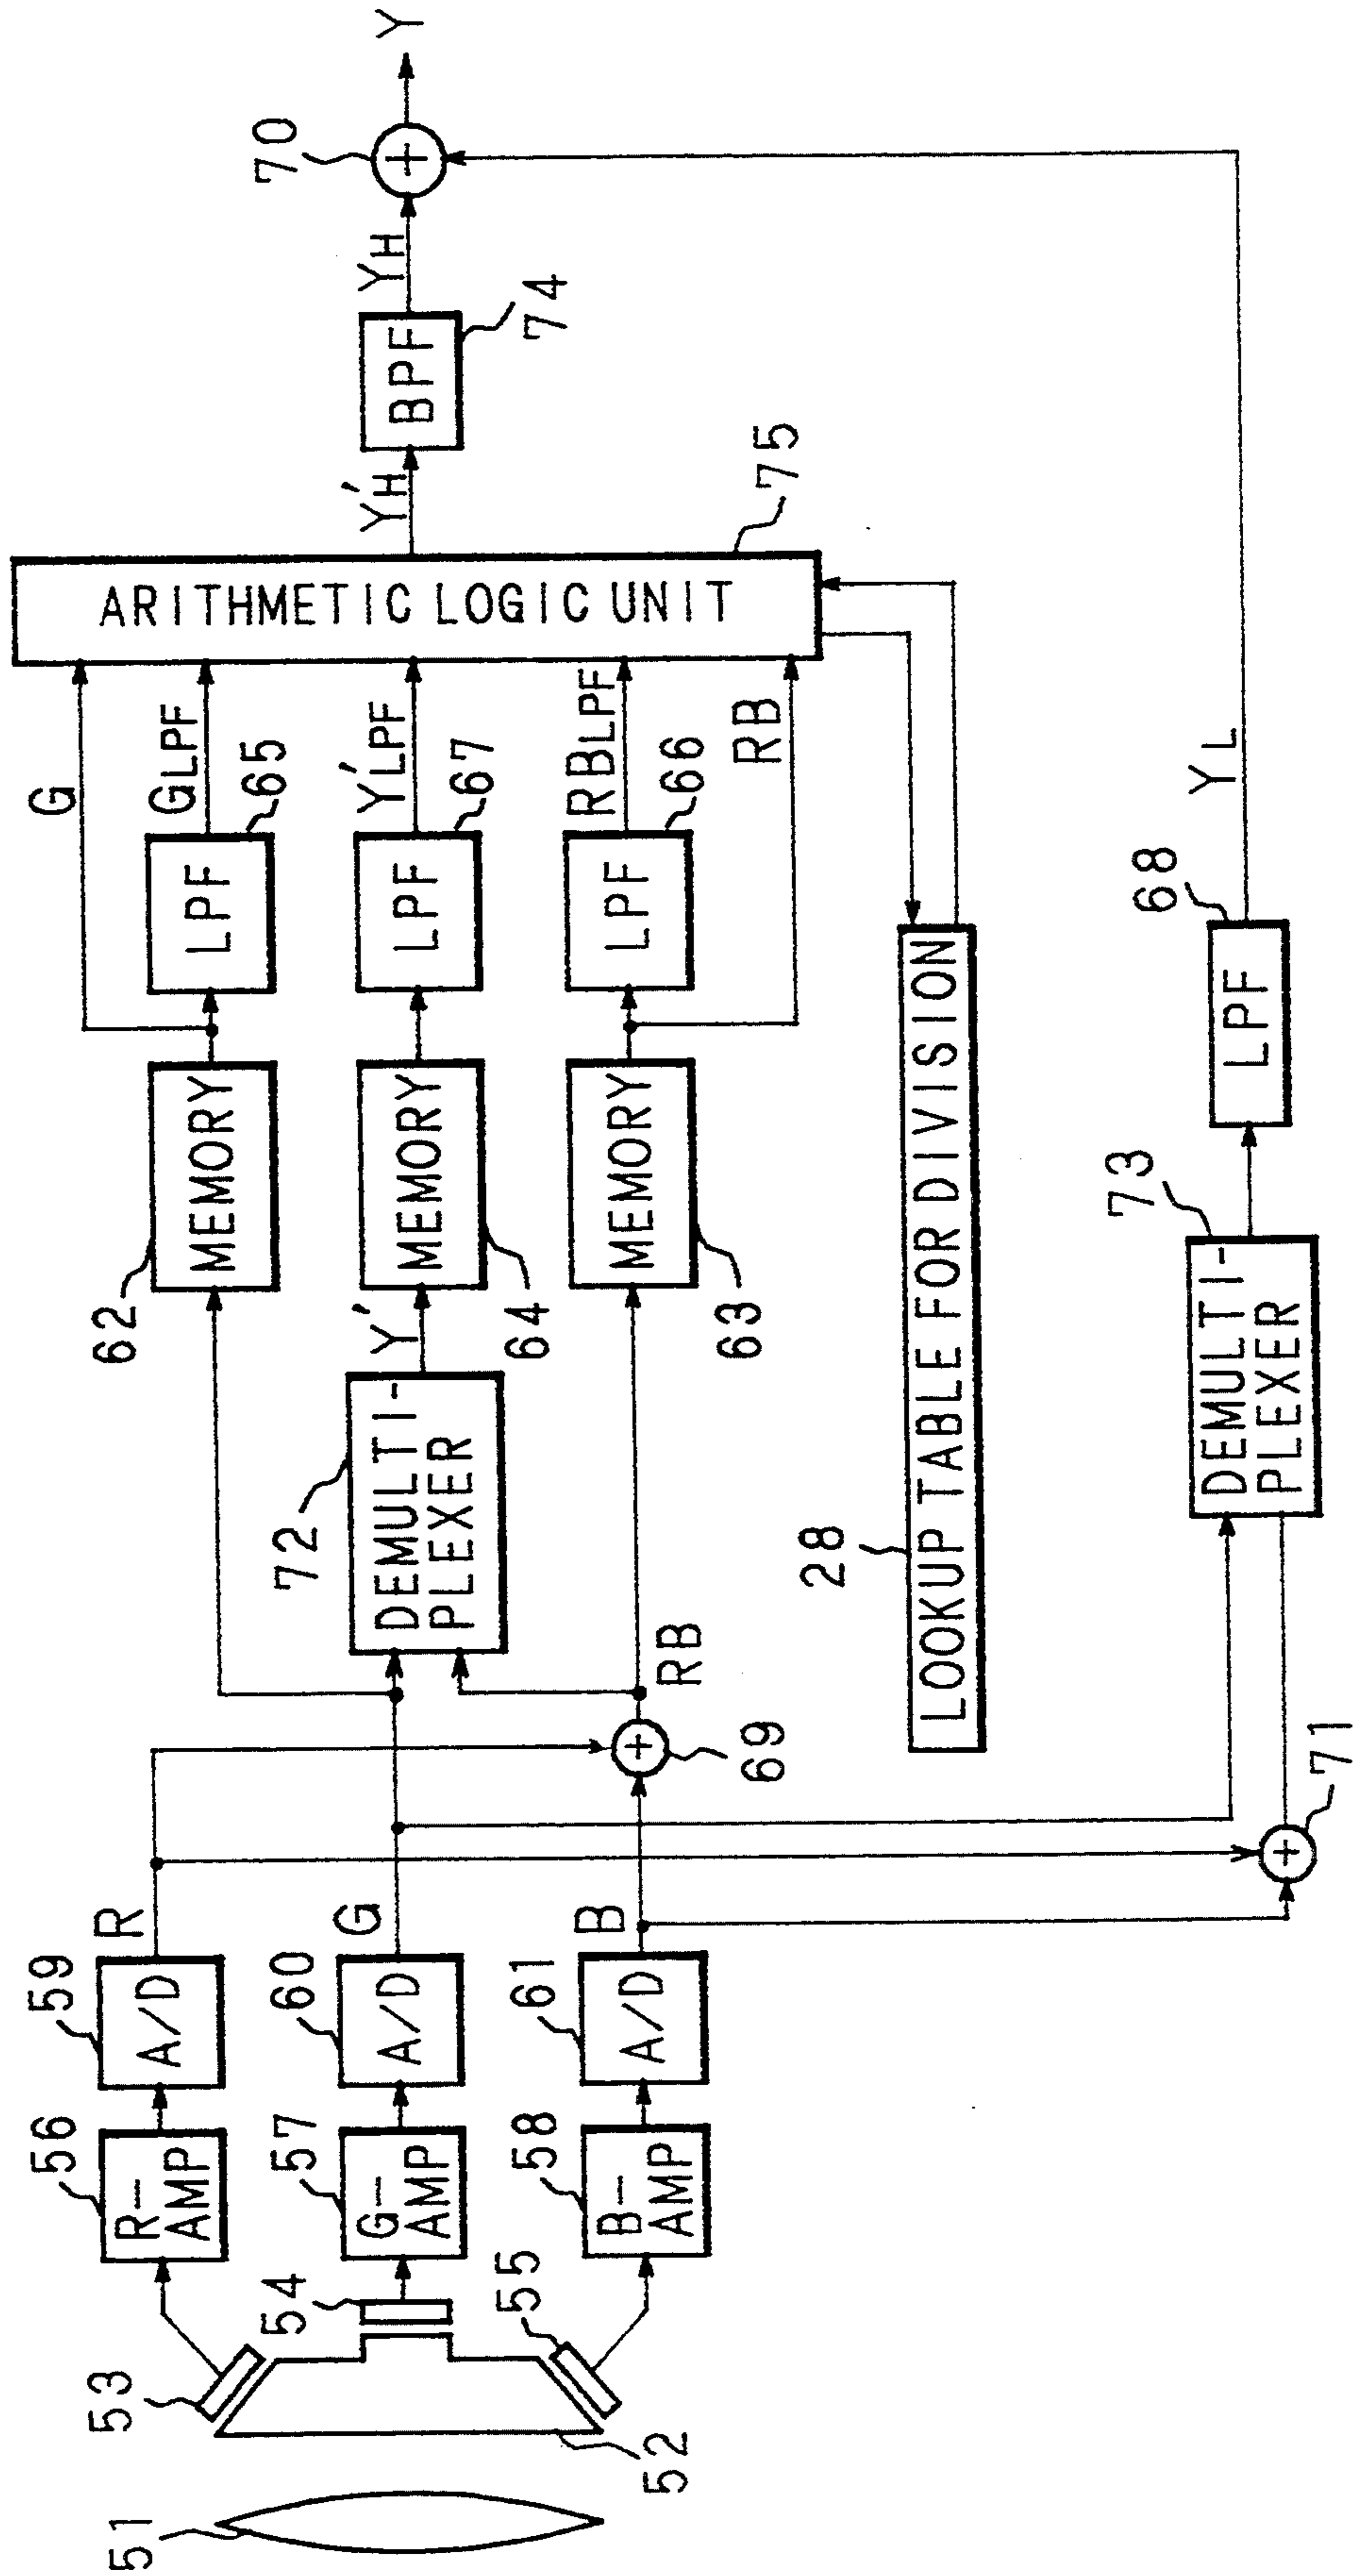 51
52
53
54
55
R-
AMP
56
G-
AMP
57
B-
AMP
58
A/D
59
A/D
60
A/D
61
R
G
B
69
RB
71
DEMULTI-
PLEXER
72
Y'
MEMORY
62
MEMORY
64
MEMORY
63
LPF
65
LPF
67
LPF
66
G
GLPF
Y'LPF
RBLPF
RB
ARITHMETIC LOGIC UNIT
75
Y'H
BPF
74
YH
70
Y
28
LOOKUP TABLE FOR DIVISION
DEMULTI-
PLEXER
73
LPF
68
YL